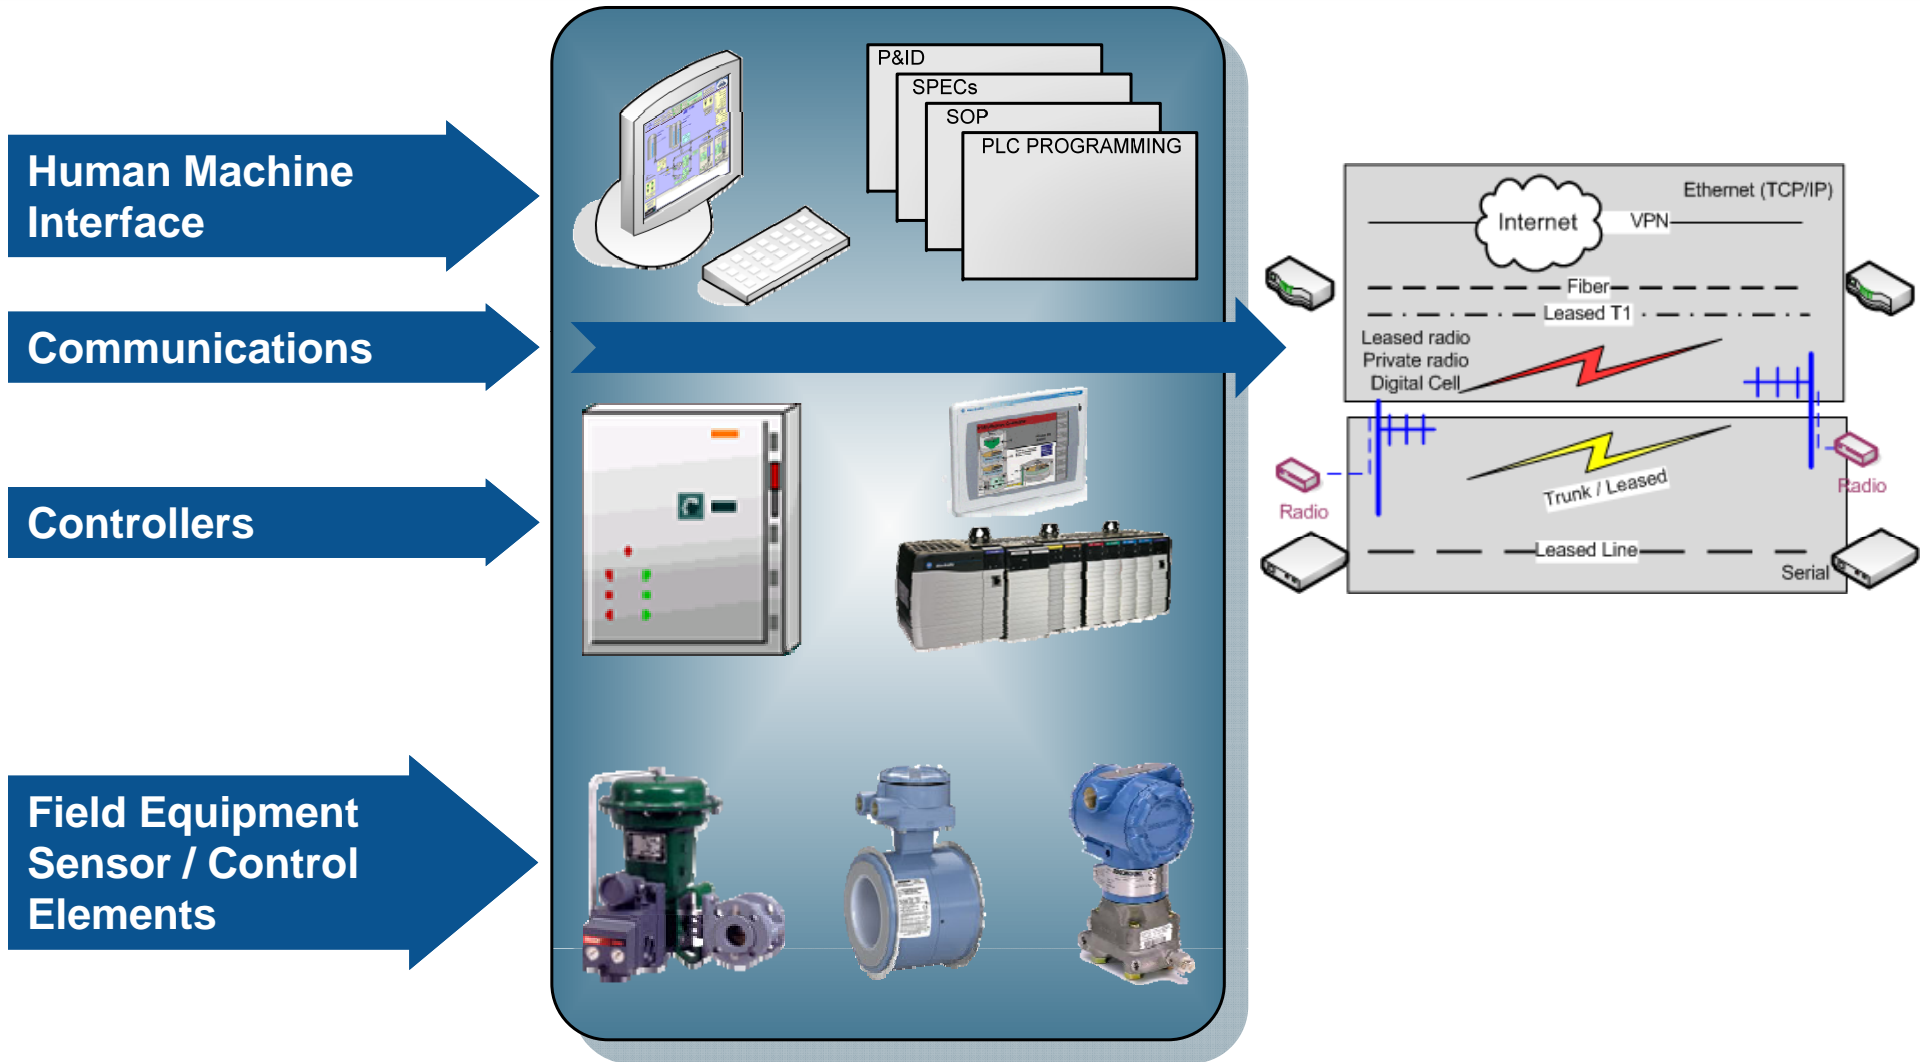 Human Machine
Interface
Communications
Controllers
Field Equipment
Sensor / Control
Elements
P&ID
SPECs
SOP
PLC PROGRAMMING
Ethernet (TCP/IP)
Internet
VPN
Fiber
Leased T1
Leased radio
Private radio
Digital Cell
Trunk / Leased
Radio
Radio
Leased Line
Serial